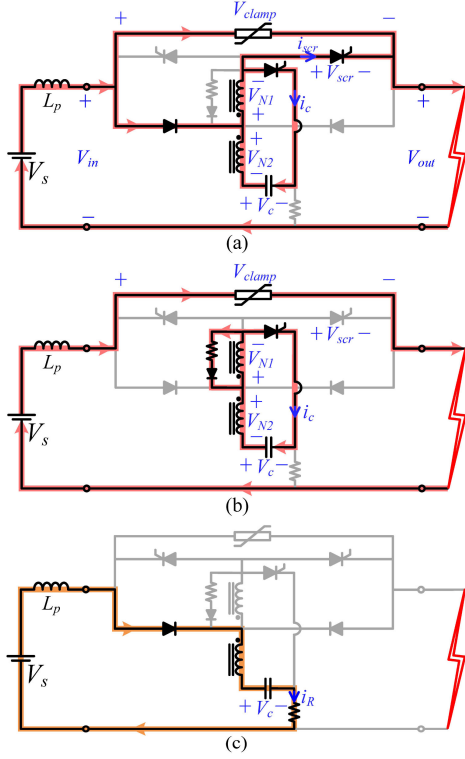 V_clamp
+ −
i_scr
+ V_scr −
L_p + − V_N1 + i_c +
V_in + V_N2 − V_out
V_s
+ V_c −
− −
(a)
V_clamp
+ −
+ V_scr −
L_p − V_N1 +
V_s + V_N2 − i_c
+ V_c −
(b)
L_p
V_s
+ V_c − i_R
(c)